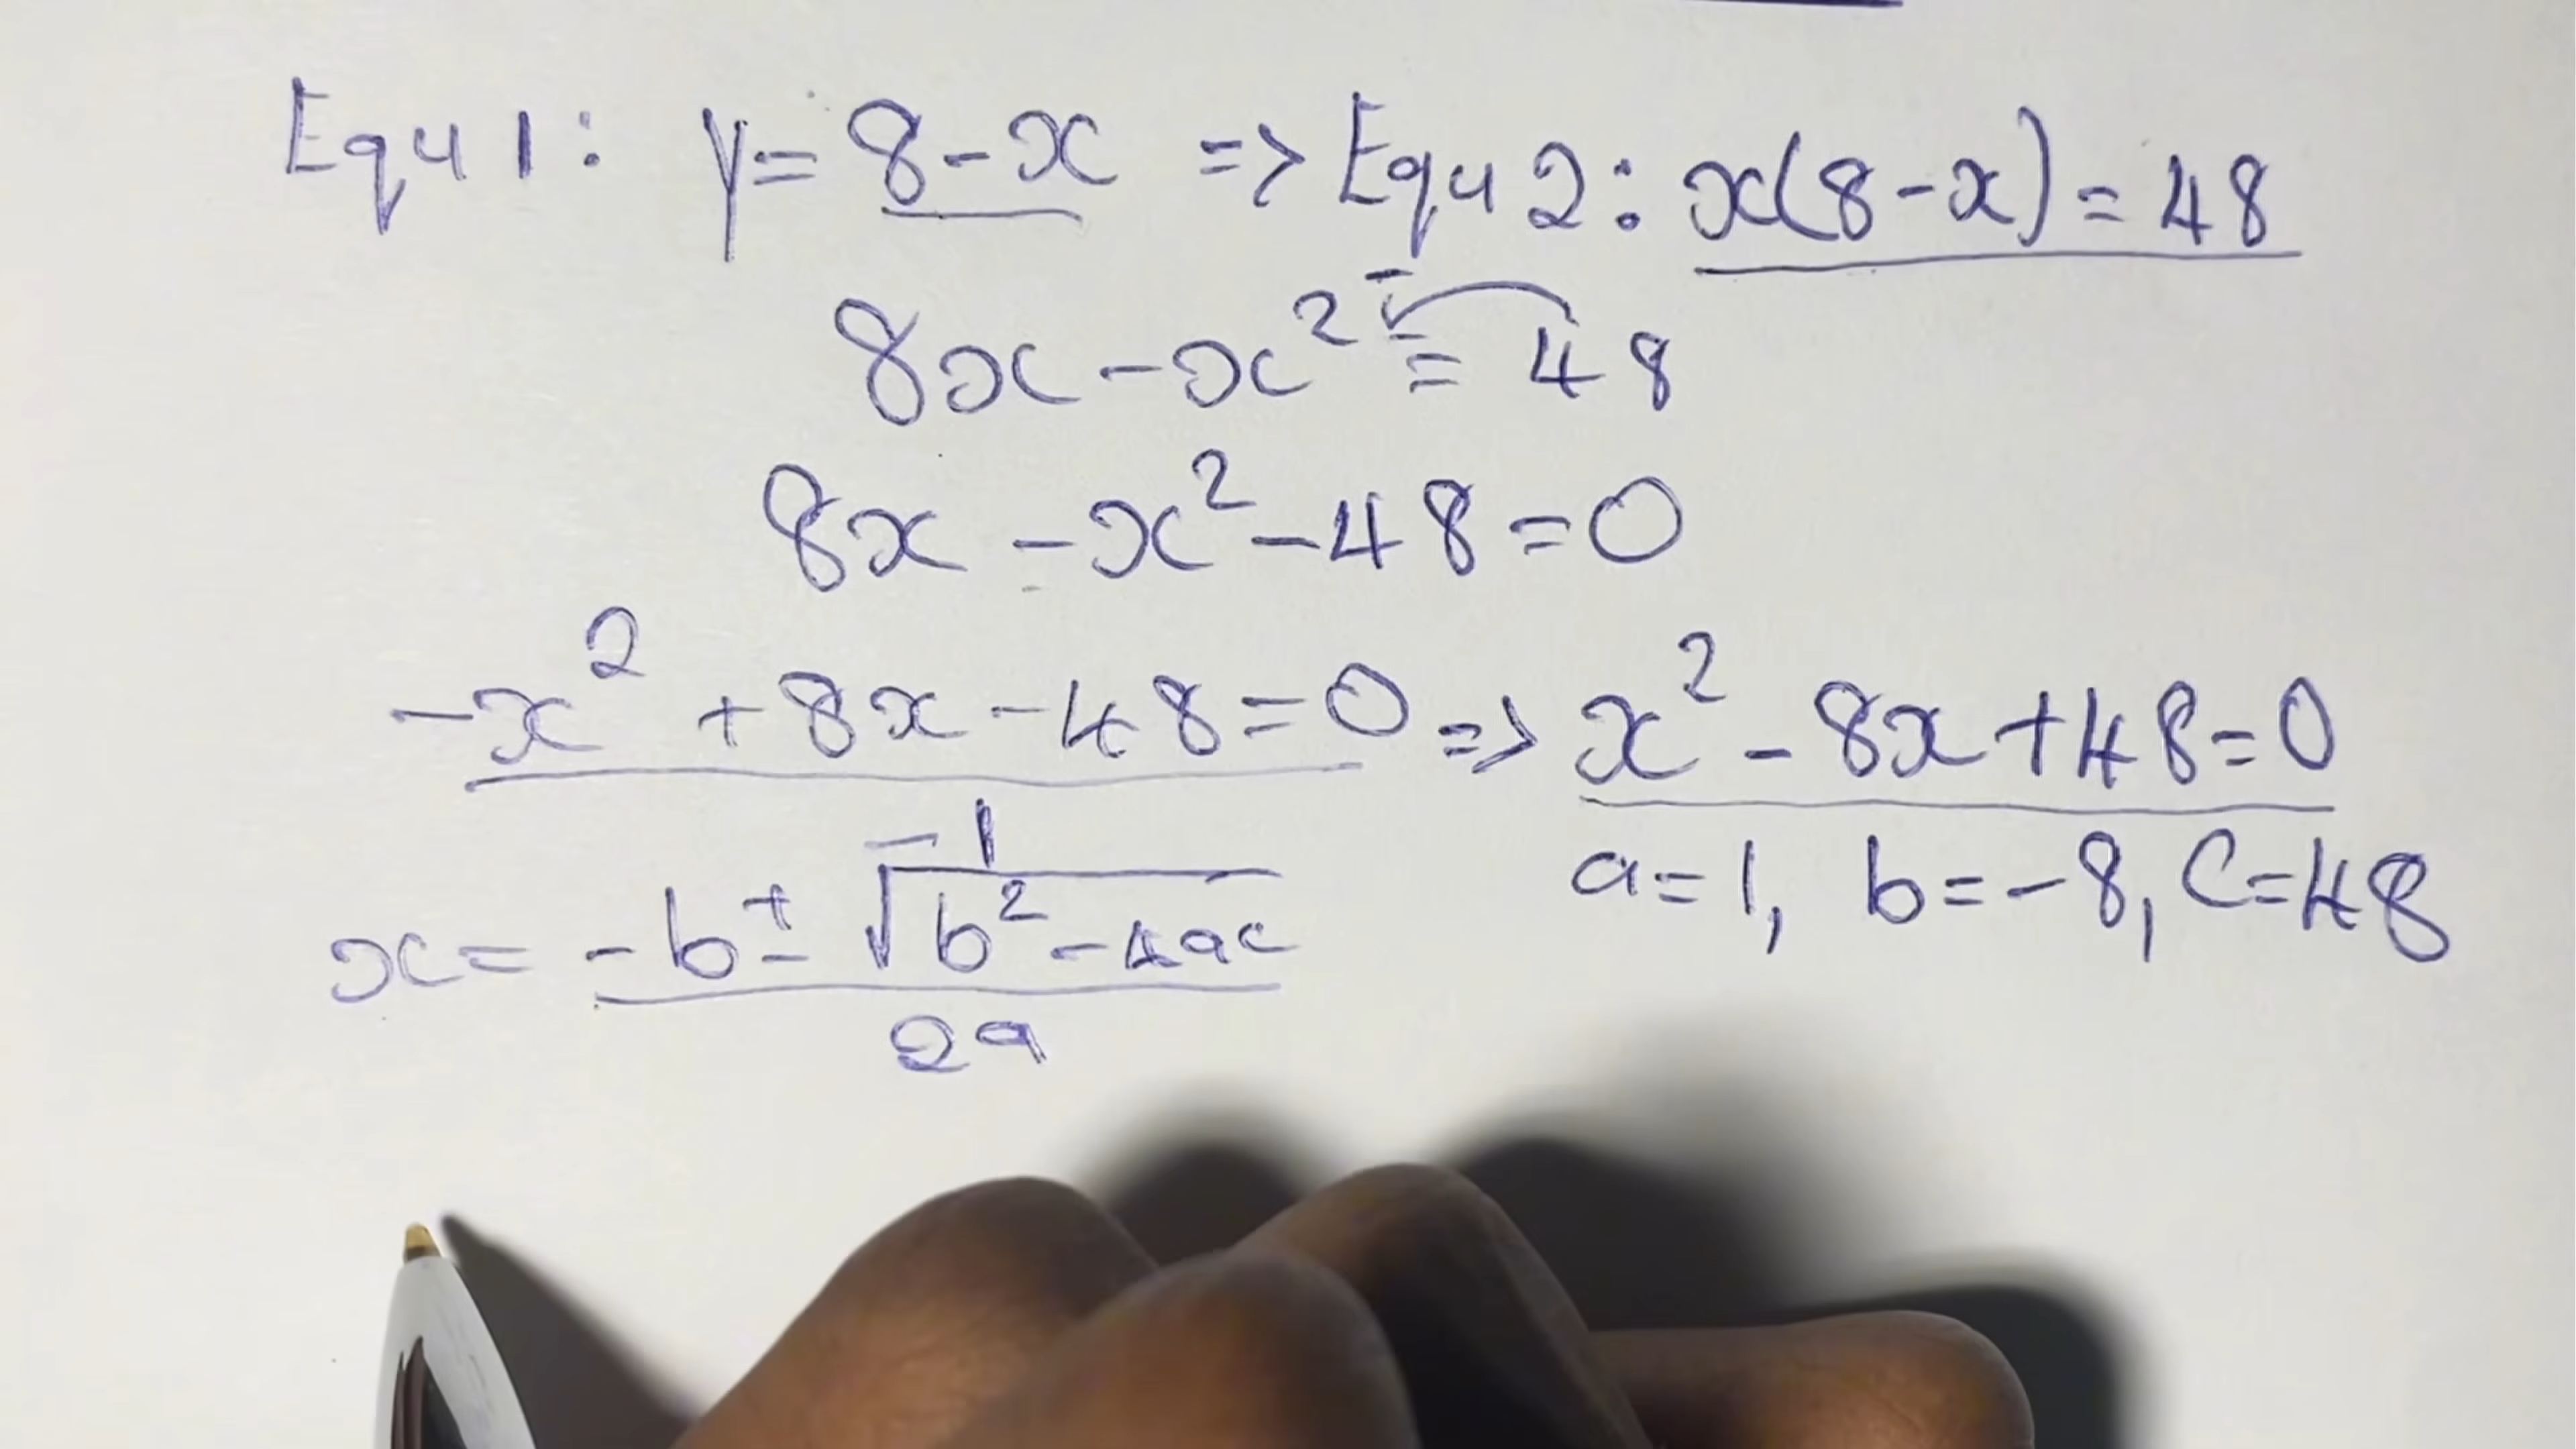 Equ 1: y = 8 - x => Equ 2: x(8 - x) = 48
8x - x² = 48
8x - x² - 48 = 0
-x² + 8x - 48 = 0 => x² - 8x + 48 = 0
-1
a = 1, b = -8, c = 48
x = -b ± √(b² - 4ac)
2a